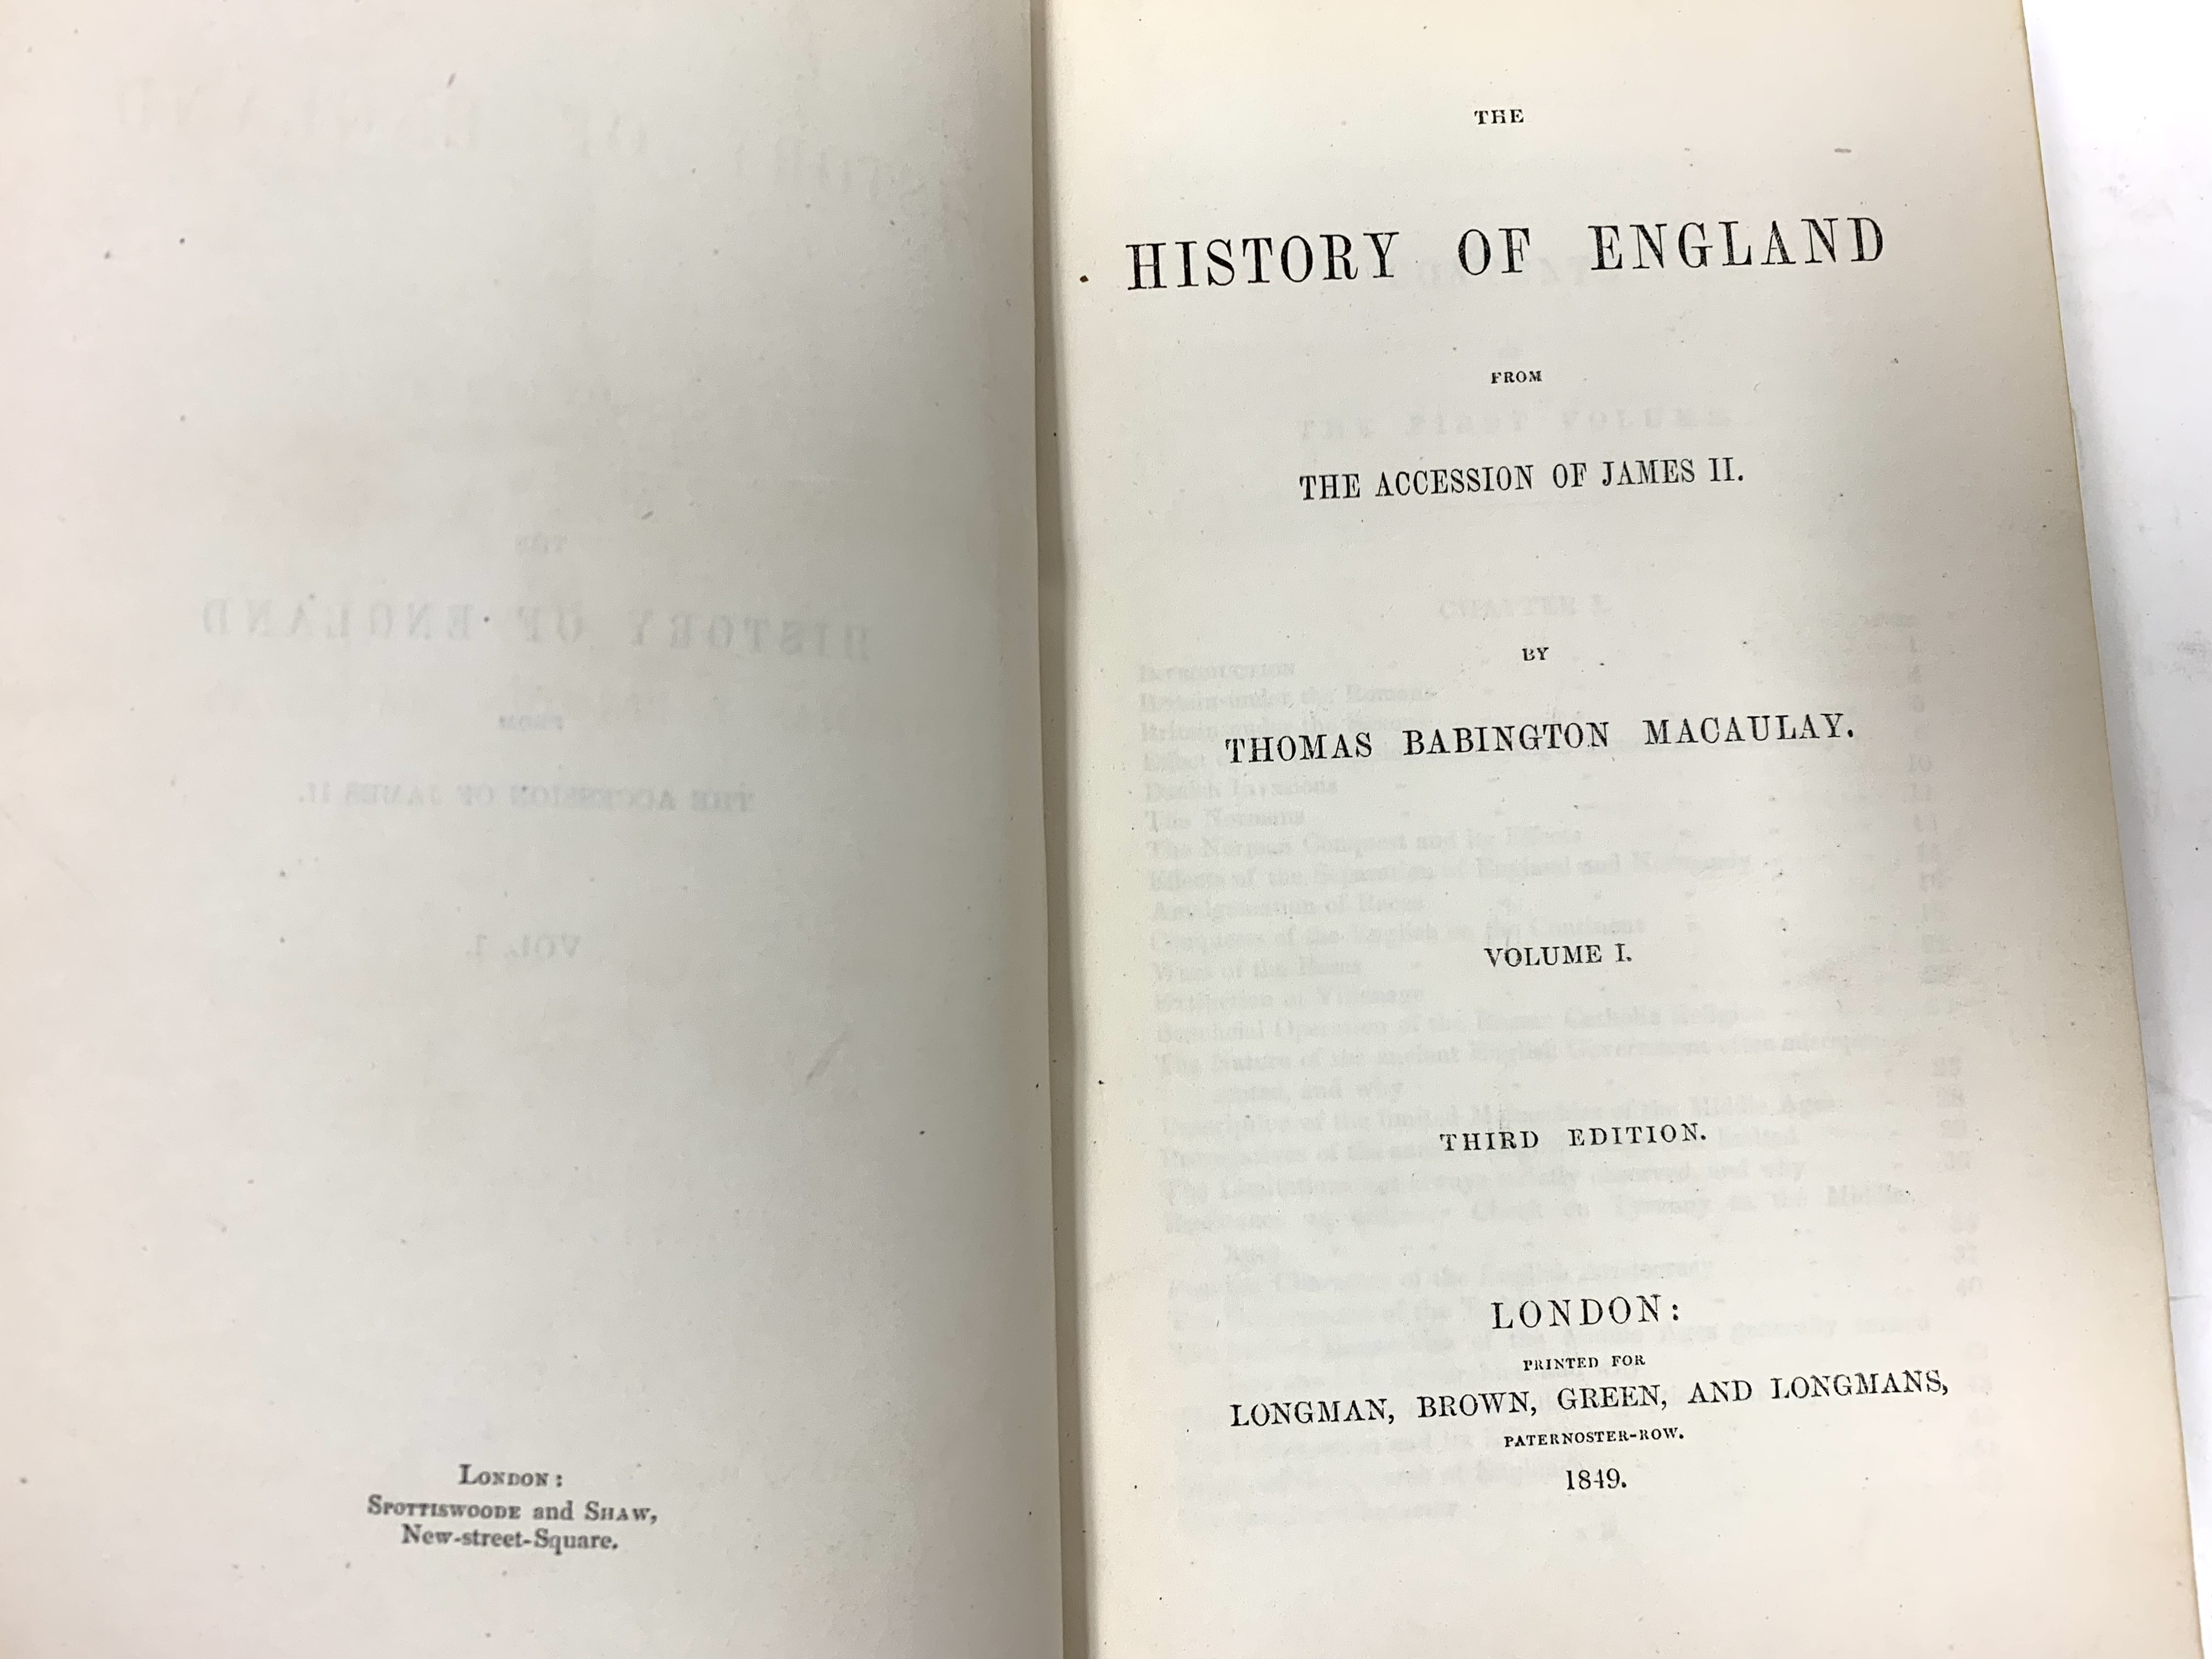 London:
Spottiswoode and Shaw,
New-street-Square.
THE
HISTORY OF ENGLAND
FROM
THE ACCESSION OF JAMES II.
BY
THOMAS BABINGTON MACAULAY.
VOLUME I.
THIRD EDITION.
LONDON:
PRINTED FOR
LONGMAN, BROWN, GREEN, AND LONGMANS,
PATERNOSTER-ROW.
1849.